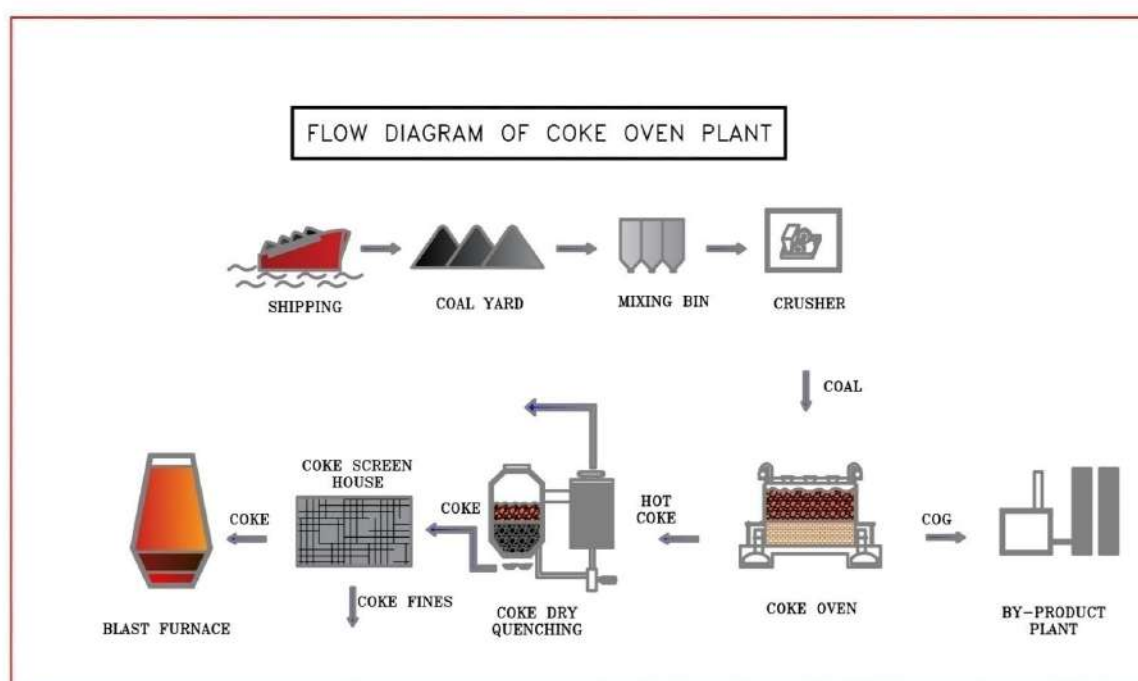 FLOW DIAGRAM OF COKE OVEN PLANT
SHIPPING
COAL YARD
MIXING BIN
CRUSHER
COAL
COKE SCREEN
HOUSE
COKE
COKE
HOT
COKE
COG
COKE FINES
BLAST FURNACE
COKE DRY
QUENCHING
COKE OVEN
BY-PRODUCT
PLANT